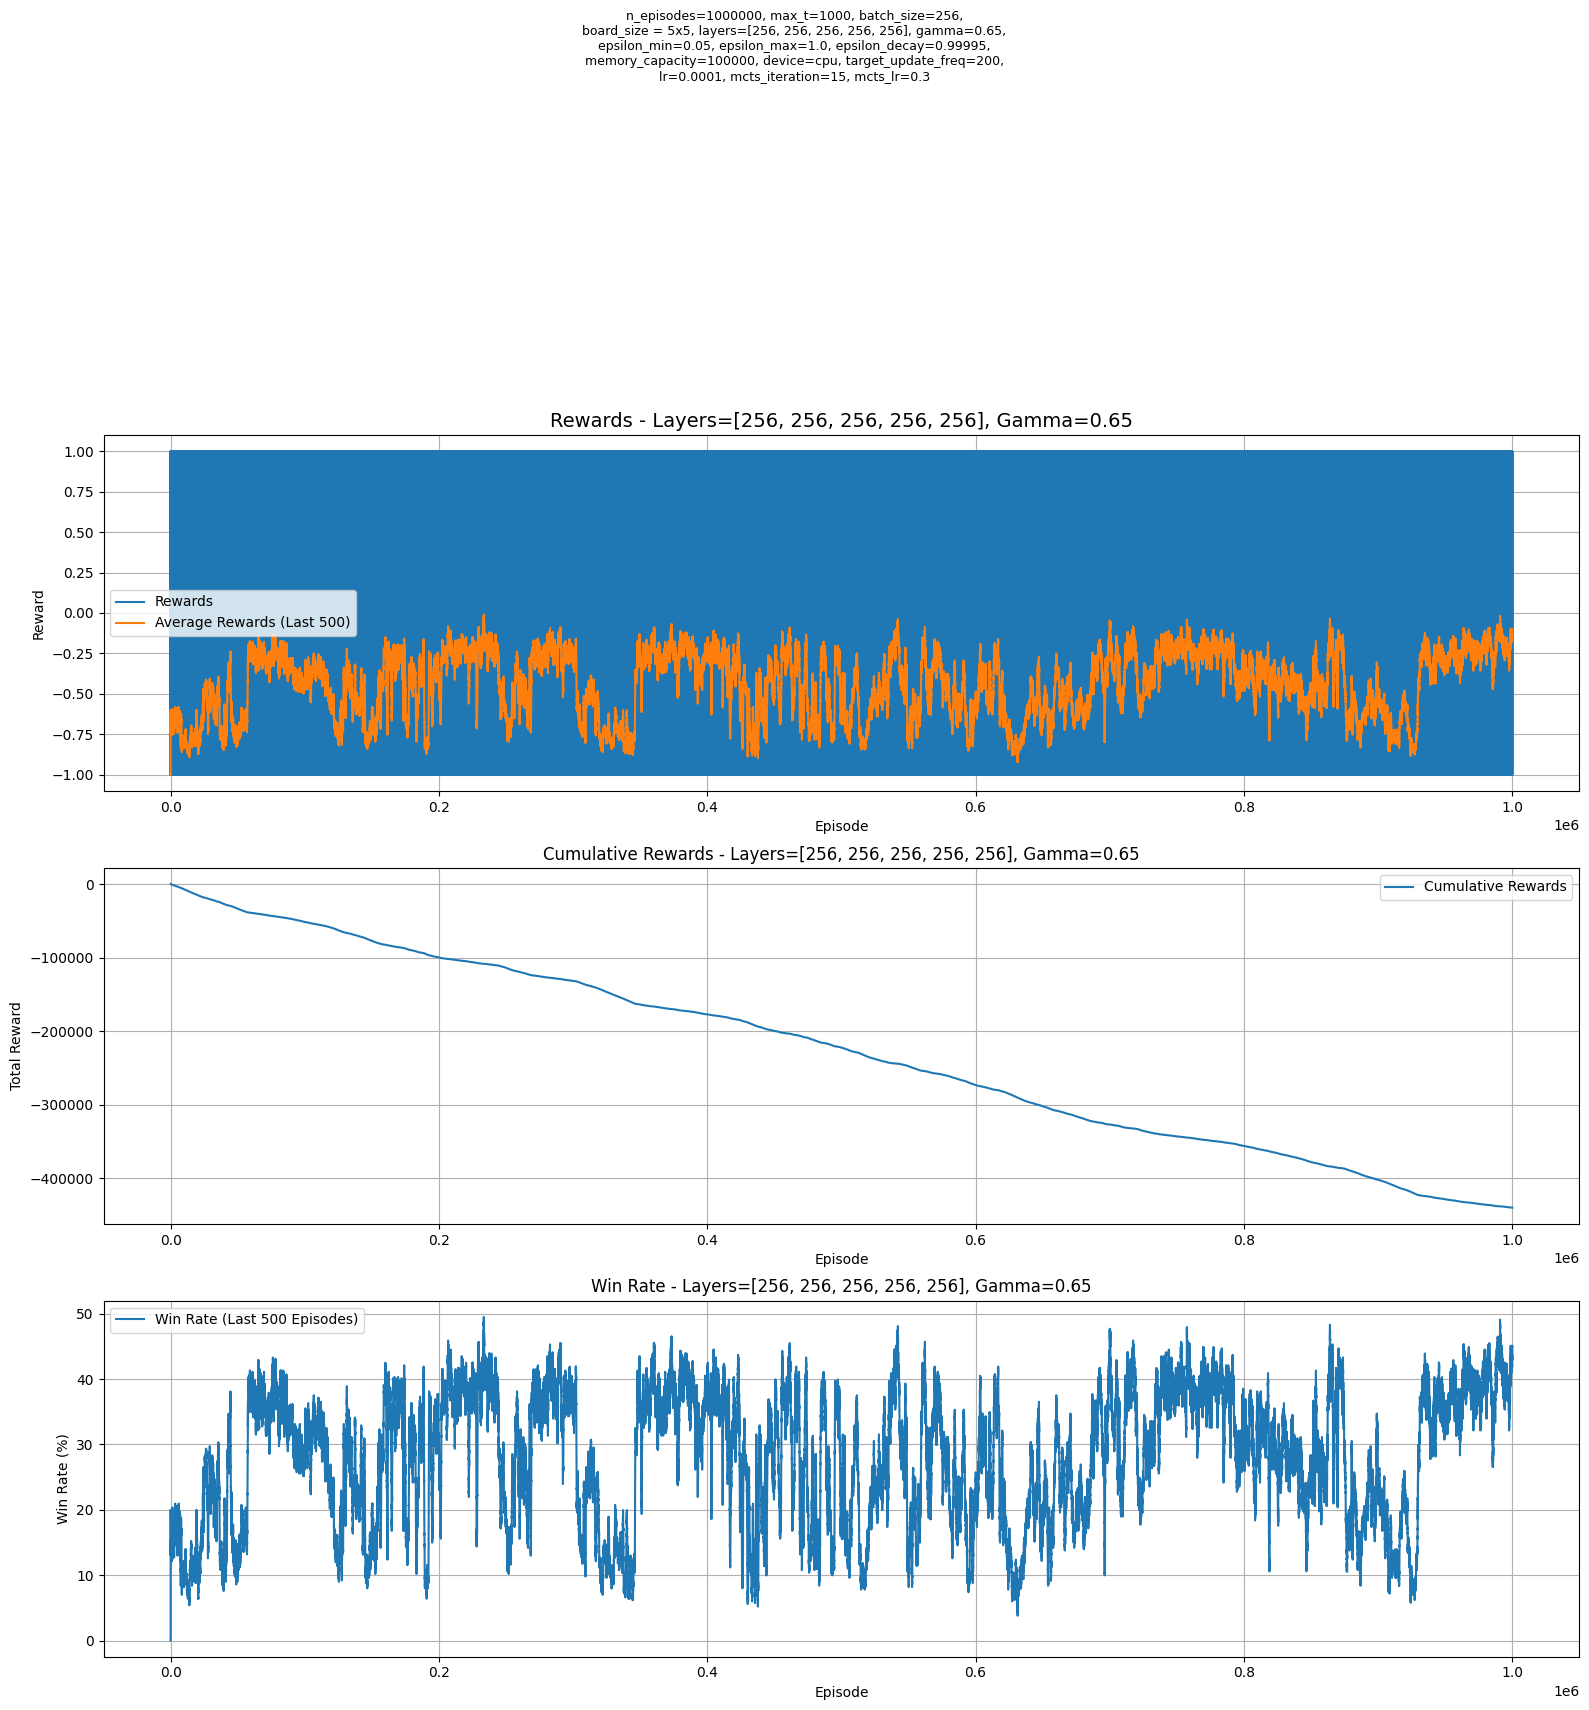 n_episodes=1000000, max_t=1000, batch_size=256,
board_size = 5x5, layers=[256, 256, 256, 256, 256], gamma=0.65,
epsilon_min=0.05, epsilon_max=1.0, epsilon_decay=0.99995,
memory_capacity=100000, device=cpu, target_update_freq=200,
lr=0.0001, mcts_iteration=15, mcts_lr=0.3
Rewards - Layers=[256, 256, 256, 256, 256], Gamma=0.65
1.00
0.75
0.50
0.25
0.00
−0.25
−0.50
−0.75
−1.00
Reward
Rewards
Average Rewards (Last 500)
0.0 0.2 0.4 0.6 0.8 1.0
Episode
1e6
Cumulative Rewards - Layers=[256, 256, 256, 256, 256], Gamma=0.65
0
−100000
−200000
−300000
−400000
Total Reward
Cumulative Rewards
0.0 0.2 0.4 0.6 0.8 1.0
Episode
1e6
Win Rate - Layers=[256, 256, 256, 256, 256], Gamma=0.65
50
40
30
20
10
0
Win Rate (%)
Win Rate (Last 500 Episodes)
0.0 0.2 0.4 0.6 0.8 1.0
Episode
1e6